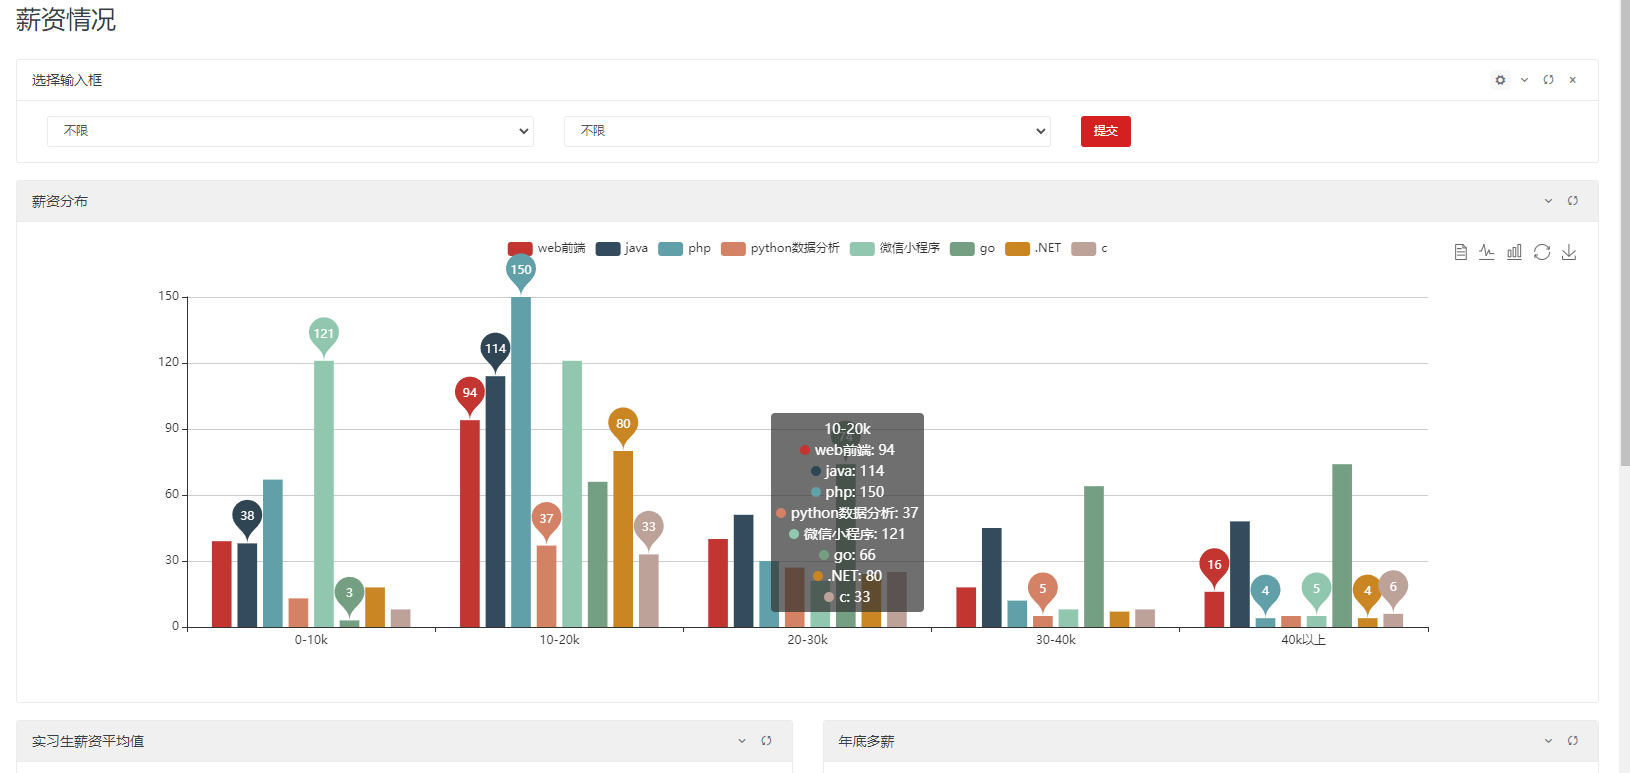 薪资情况
选择输入框
不限
不限
提交
薪资分布
web前端 java php python数据分析 微信小程序 go .NET c
150
120
90
60
30
0
121
38
3
94
114
150
37
80
33
74
5
16
4
5
4
6
10-20k
web前端: 94
java: 114
php: 150
python数据分析: 37
微信小程序: 121
go: 66
.NET: 80
c: 33
0-10k 10-20k 20-30k 30-40k 40k以上
实习生薪资平均值
年底多薪